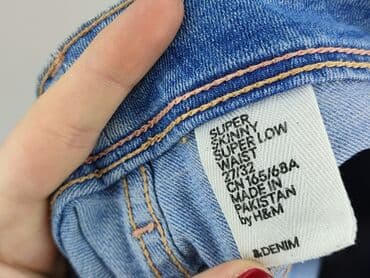 SUPER
SKINNY
SUPER LOW
WAIST
27/32
CN 165/68A
MADE IN
PAKISTAN
by H&M
&DENIM